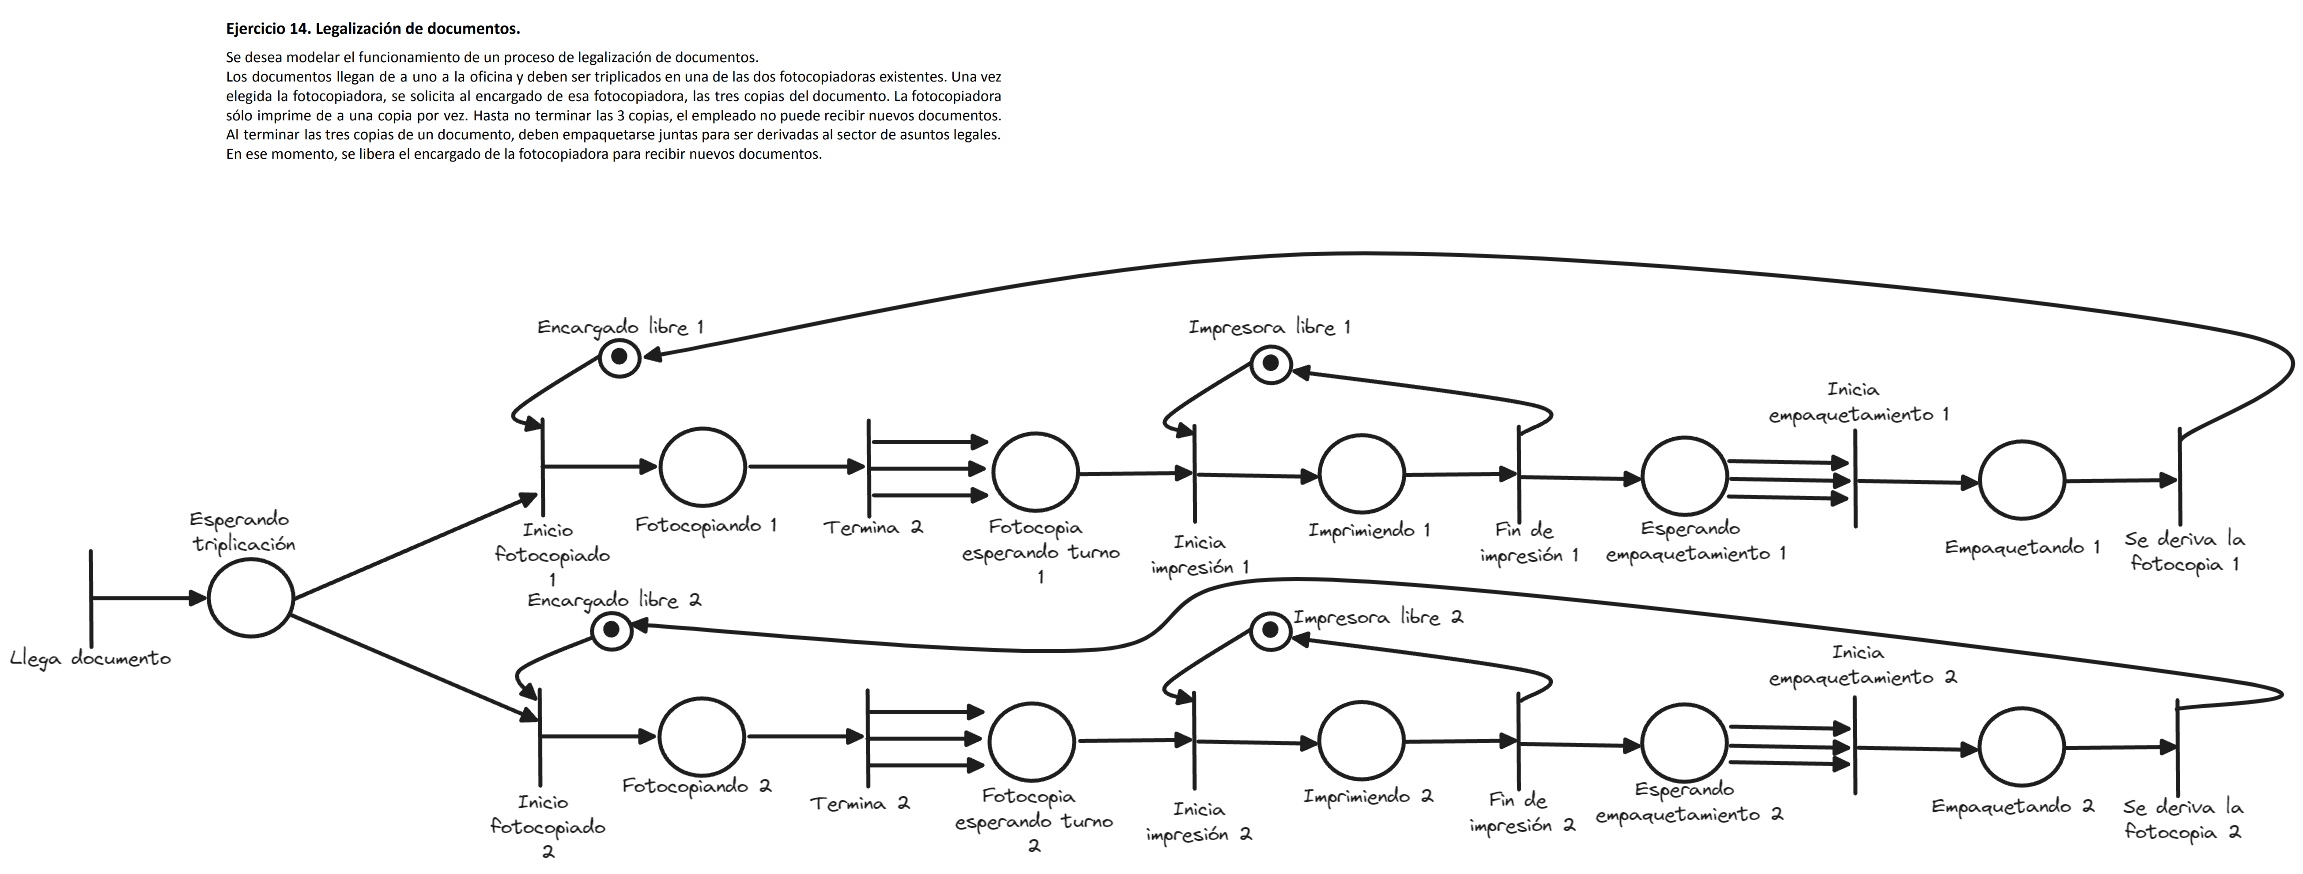 Ejercicio 14. Legalización de documentos.
Se desea modelar el funcionamiento de un proceso de legalización de documentos.
Los documentos llegan de a uno a la oficina y deben ser triplicados en una de las dos fotocopiadoras existentes. Una vez
elegida la fotocopiadora, se solicita al encargado de esa fotocopiadora, las tres copias del documento. La fotocopiadora
sólo imprime de a una copia por vez. Hasta no terminar las 3 copias, el empleado no puede recibir nuevos documentos.
Al terminar las tres copias de un documento, deben empaquetarse juntas para ser derivadas al sector de asuntos legales.
En ese momento, se libera el encargado de la fotocopiadora para recibir nuevos documentos.
Encargado libre 1
Impresora libre 1
Inicia
empaquetamiento 1
Esperando
triplicación
Inicio
fotocopiado
1
Fotocopiando 1
Termina 2
Fotocopia
esperando turno
1
Inicia
impresión 1
Imprimiendo 1
Fin de
impresión 1
Esperando
empaquetamiento 1
Empaquetando 1
Se deriva la
fotocopia 1
Llega documento
Encargado libre 2
Impresora libre 2
Inicia
empaquetamiento 2
Inicio
fotocopiado
2
Fotocopiando 2
Termina 2
Fotocopia
esperando turno
2
Inicia
impresión 2
Imprimiendo 2
Fin de
impresión 2
Esperando
empaquetamiento 2
Empaquetando 2
Se deriva la
fotocopia 2